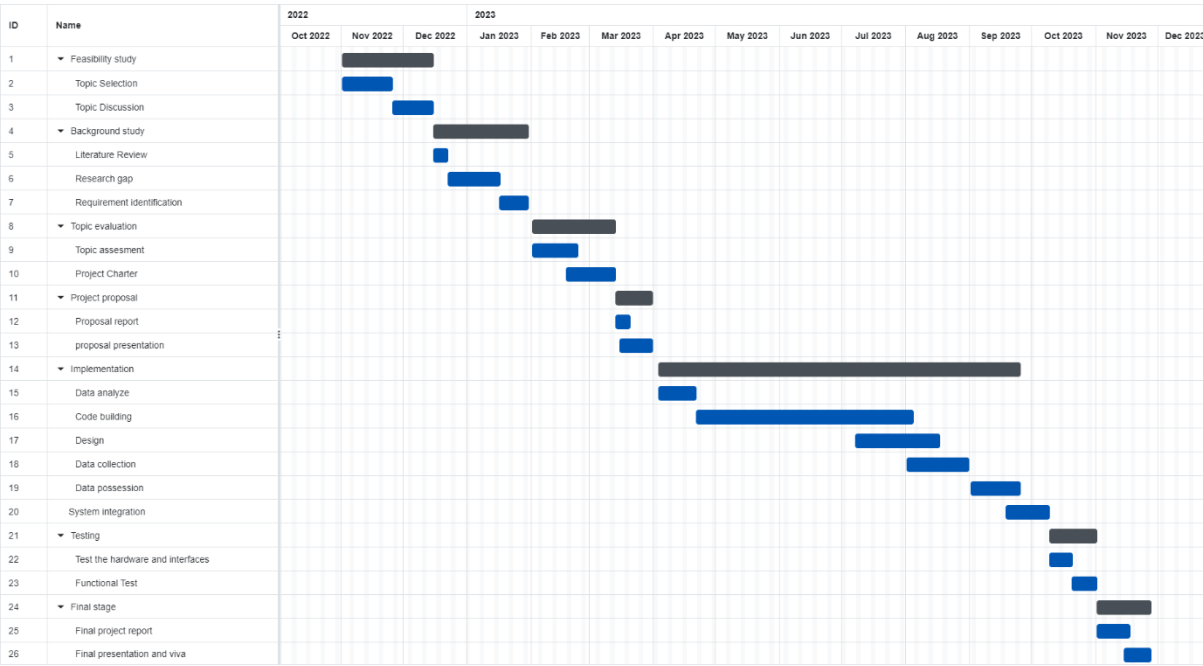 ID Name 2022 2023
Oct 2022 Nov 2022 Dec 2022 Jan 2023 Feb 2023 Mar 2023 Apr 2023 May 2023 Jun 2023 Jul 2023 Aug 2023 Sep 2023 Oct 2023 Nov 2023 Dec 2023
1 Feasibility study
2 Topic Selection
3 Topic Discussion
4 Background study
5 Literature Review
6 Research gap
7 Requirement identification
8 Topic evaluation
9 Topic assesment
10 Project Charter
11 Project proposal
12 Proposal report
13 proposal presentation
14 Implementation
15 Data analyze
16 Code building
17 Design
18 Data collection
19 Data possession
20 System integration
21 Testing
22 Test the hardware and interfaces
23 Functional Test
24 Final stage
25 Final project report
26 Final presentation and viva